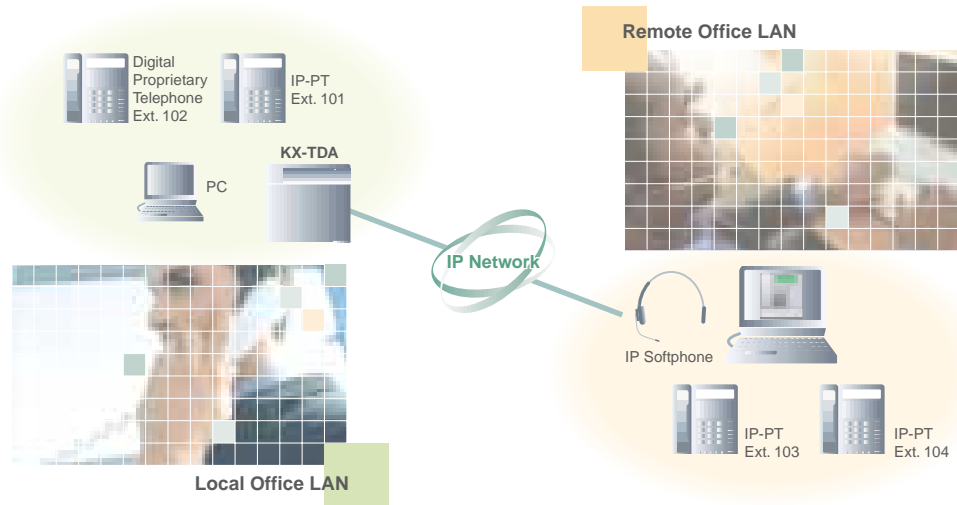 Remote Office LAN
Digital
Proprietary
Telephone
Ext. 102
IP-PT
Ext. 101
KX-TDA
PC
IP Network
IP Softphone
IP-PT
Ext. 103
IP-PT
Ext. 104
Local Office LAN